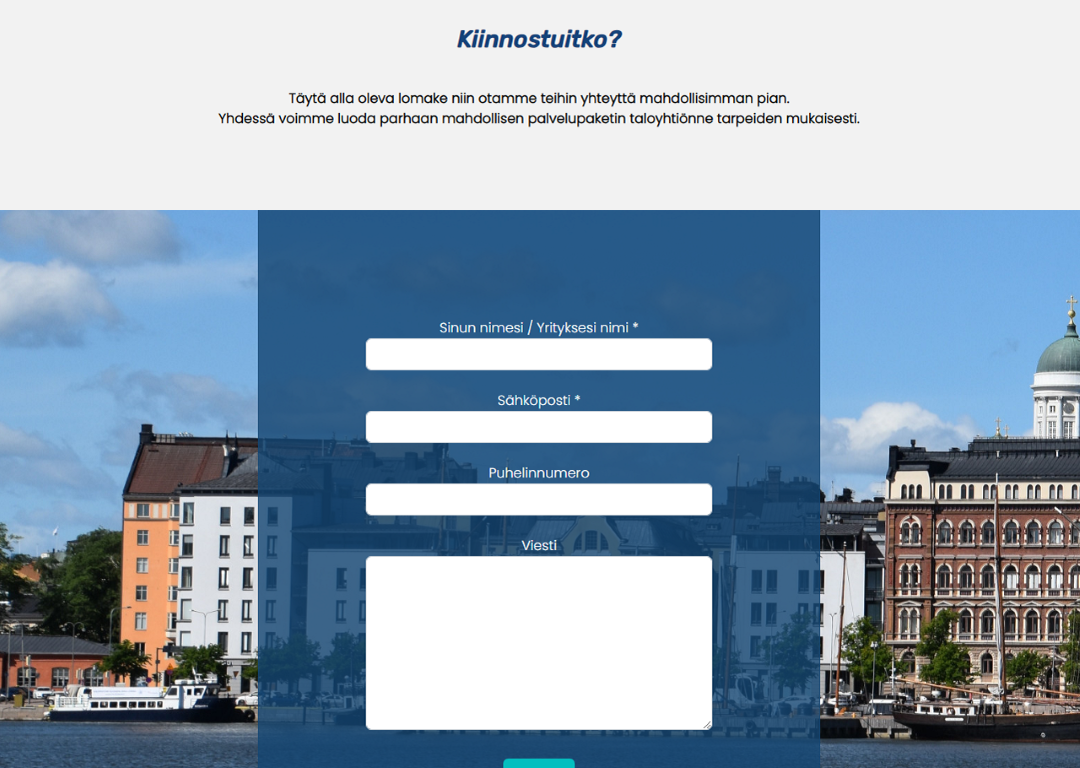 Kiinnostuitko?
Täytä alla oleva lomake niin otamme teihin yhteyttä mahdollisimman pian.
Yhdessä voimme luoda parhaan mahdollisen palvelupaketin taloyhtiönne tarpeiden mukaisesti.
Sinun nimesi / Yrityksesi nimi *
Sähköposti *
Puhelinnumero
Viesti